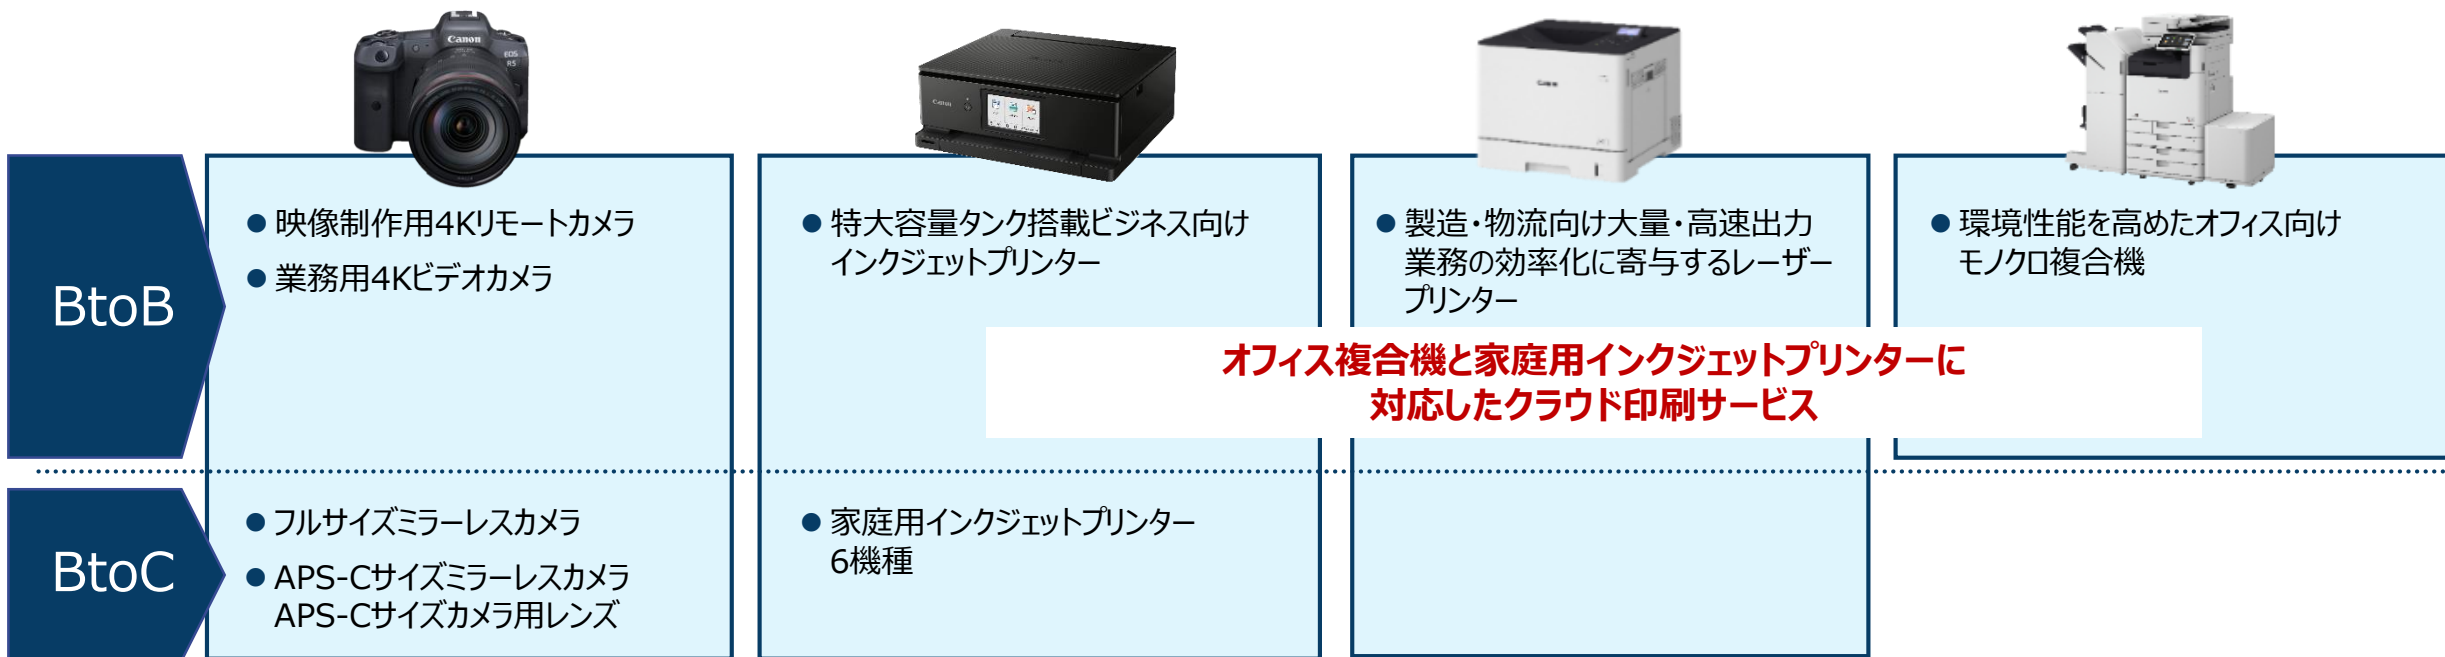 Canon
EOS
R5
Canon
Canon
BtoB
● 映像制作用4Kリモートカメラ
● 業務用4Kビデオカメラ
● 特大容量タンク搭載ビジネス向け
インクジェットプリンター
● 製造・物流向け大量・高速出力
業務の効率化に寄与するレーザー
プリンター
● 環境性能を高めたオフィス向け
モノクロ複合機
オフィス複合機と家庭用インクジェットプリンターに
対応したクラウド印刷サービス
BtoC
● フルサイズミラーレスカメラ
● APS-Cサイズミラーレスカメラ
APS-Cサイズカメラ用レンズ
● 家庭用インクジェットプリンター
6機種